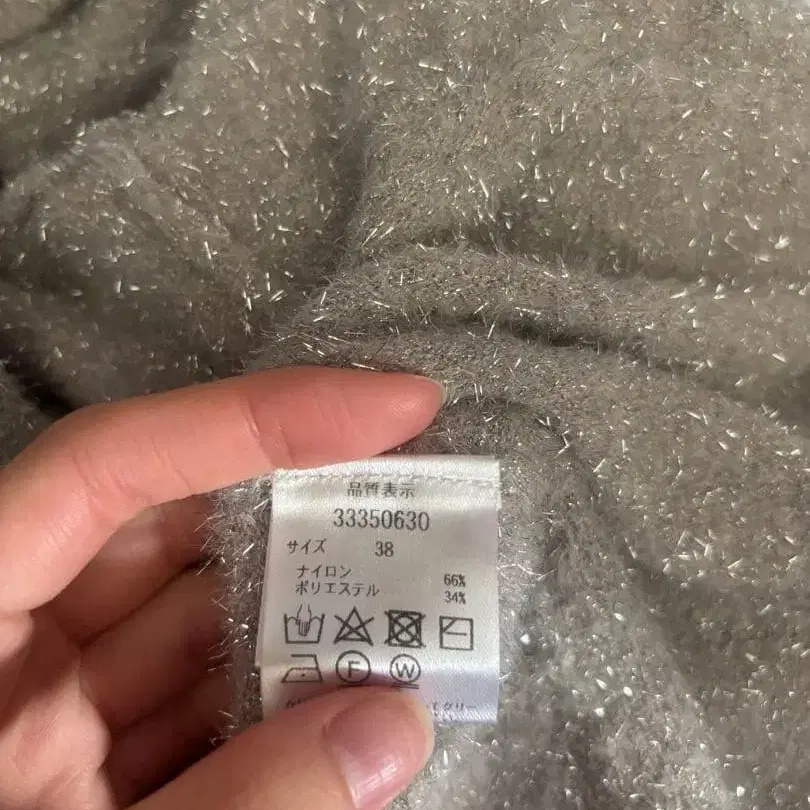 品質表示
33350630
サイズ 38
ナイロン 66%
ポリエステル 34%
F W